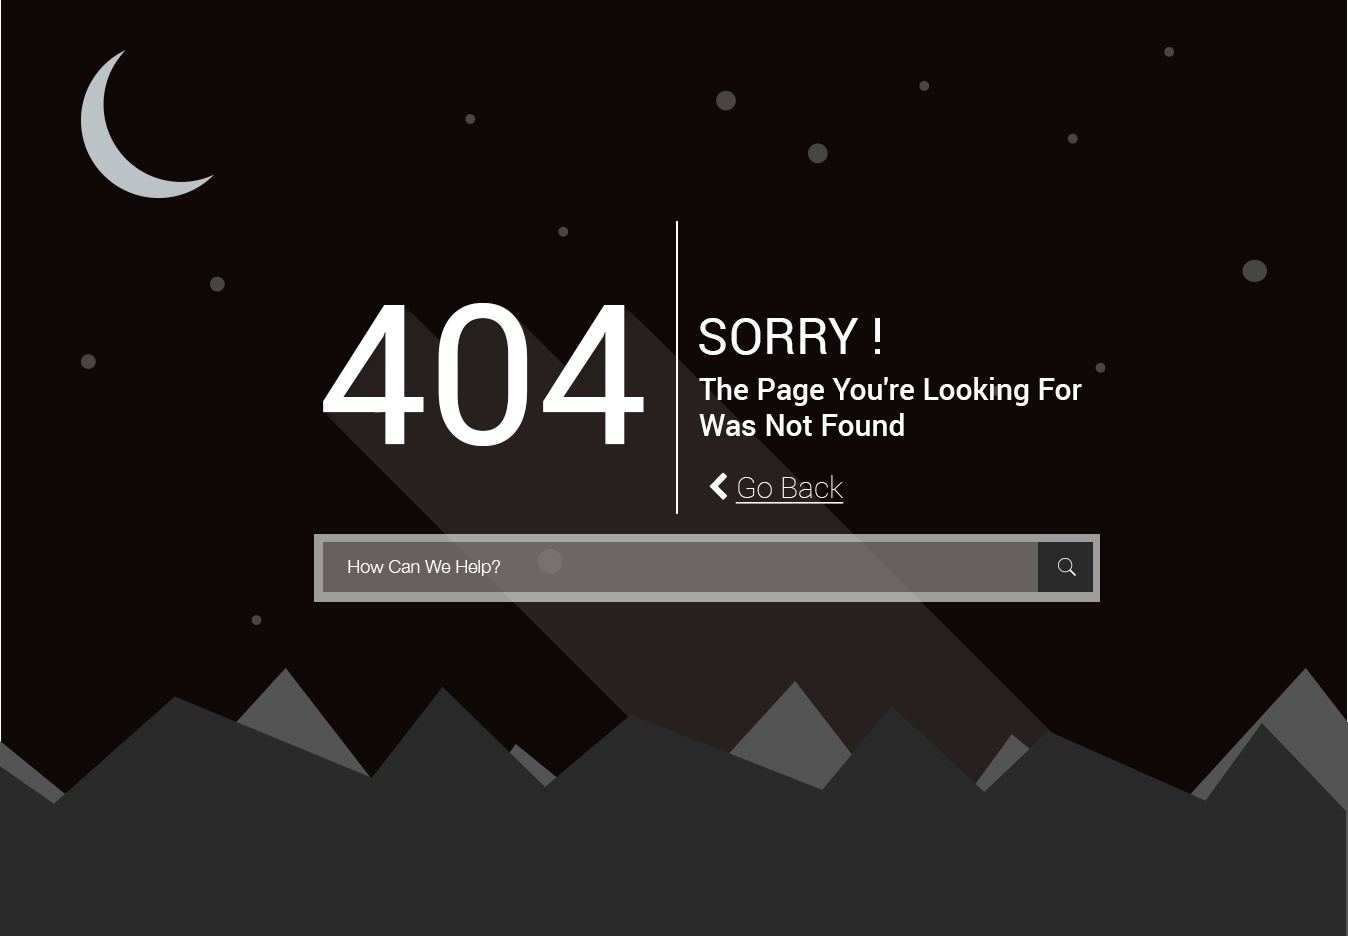 404
SORRY !
The Page You're Looking For
Was Not Found
Go Back
How Can We Help?